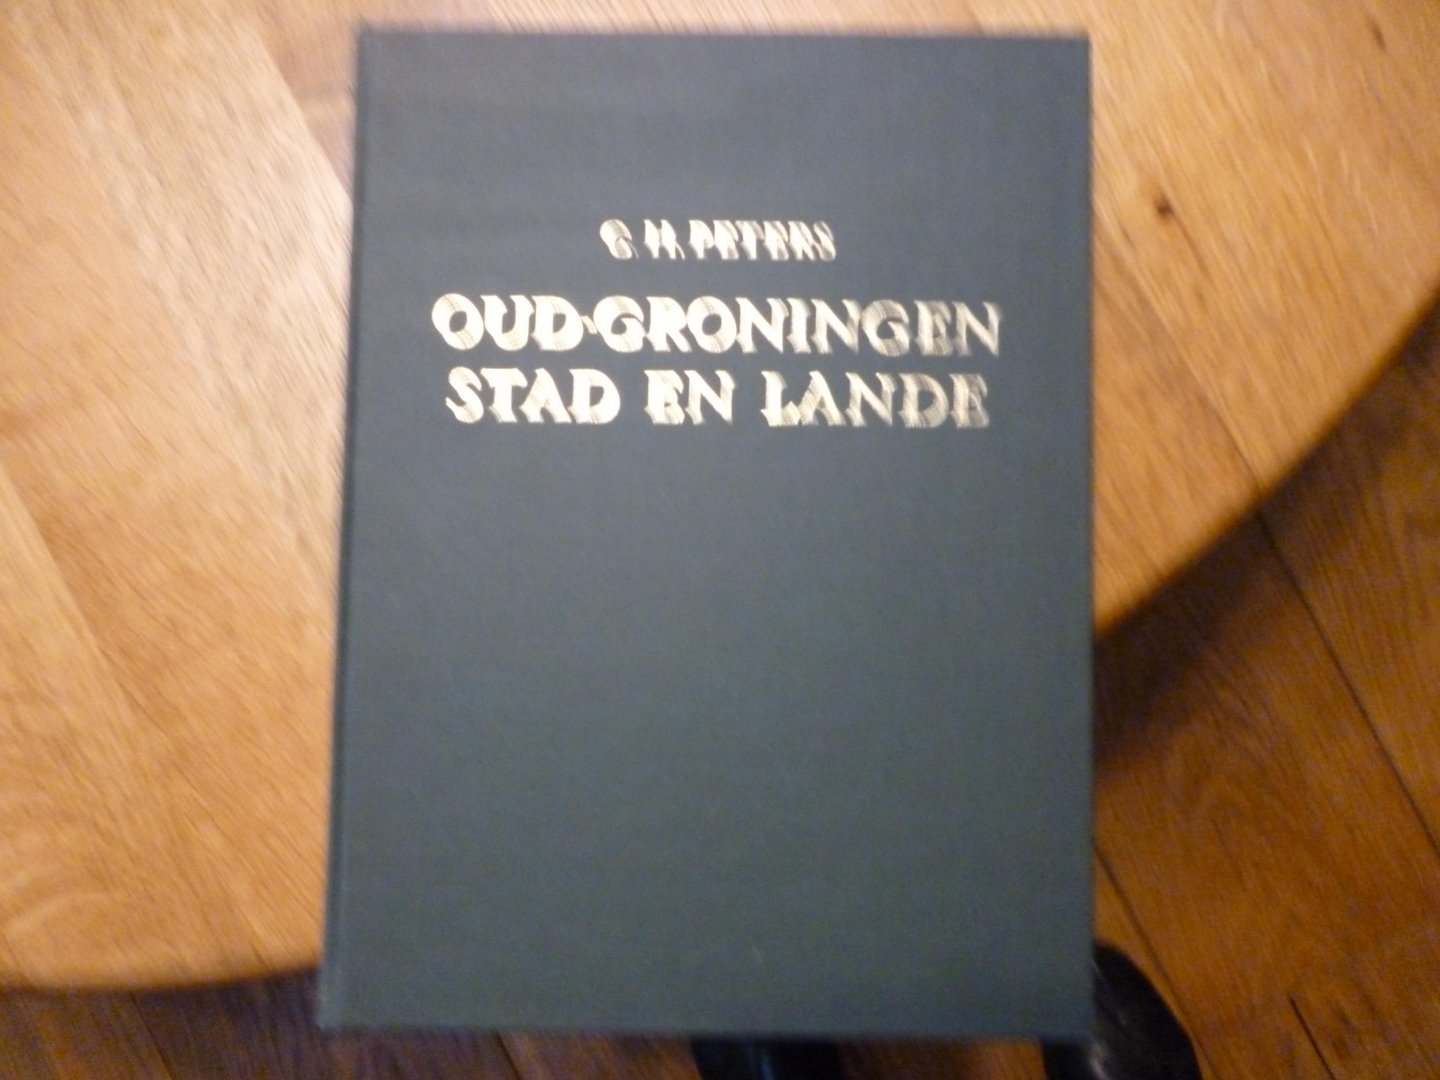 C. H. PETERS
OUD-GRONINGEN
STAD EN LANDE